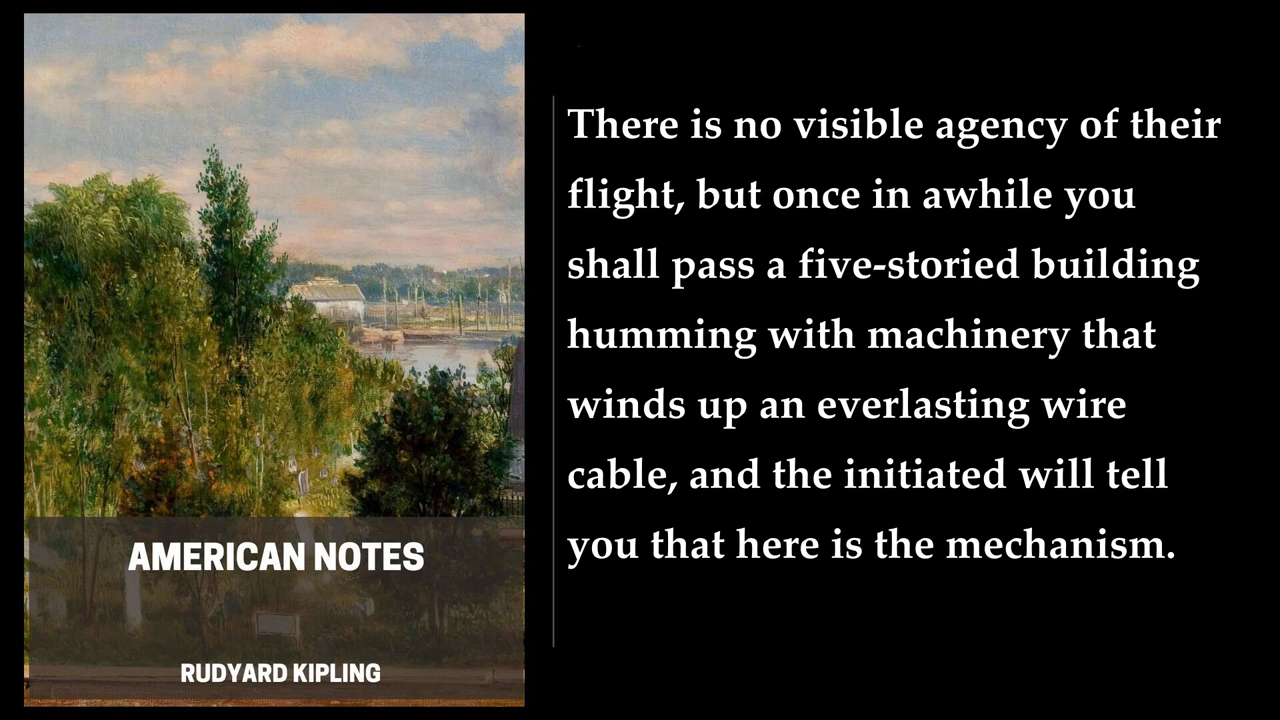 AMERICAN NOTES
RUDYARD KIPLING
There is no visible agency of their
flight, but once in awhile you
shall pass a five-storied building
humming with machinery that
winds up an everlasting wire
cable, and the initiated will tell
you that here is the mechanism.